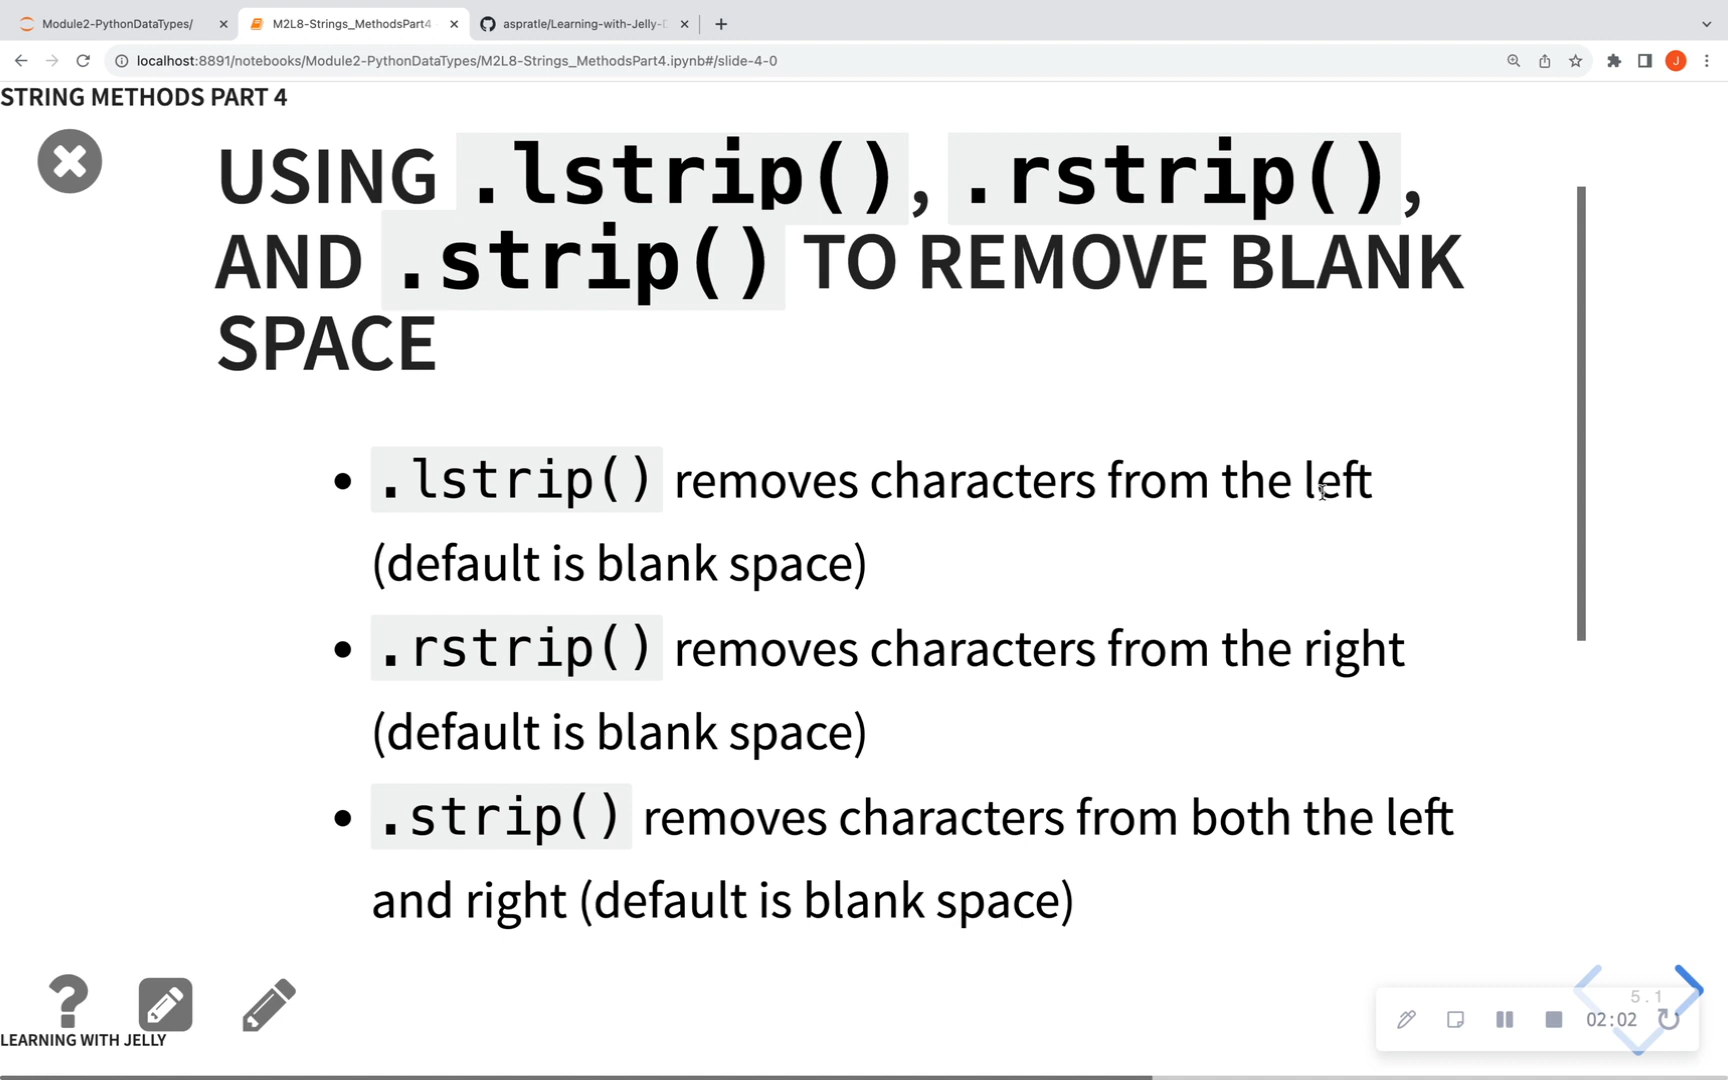 Module2-PythonDataTypes/
M2L8-Strings_MethodsPart4
aspratle/Learning-with-Jelly-D
localhost:8891/notebooks/Module2-PythonDataTypes/M2L8-Strings_MethodsPart4.ipynb#/slide-4-0
J
STRING METHODS PART 4
USING .lstrip(), .rstrip(),
AND .strip() TO REMOVE BLANK
SPACE
• .lstrip() removes characters from the left
(default is blank space)
• .rstrip() removes characters from the right
(default is blank space)
• .strip() removes characters from both the left
and right (default is blank space)
5.1
02:02
LEARNING WITH JELLY